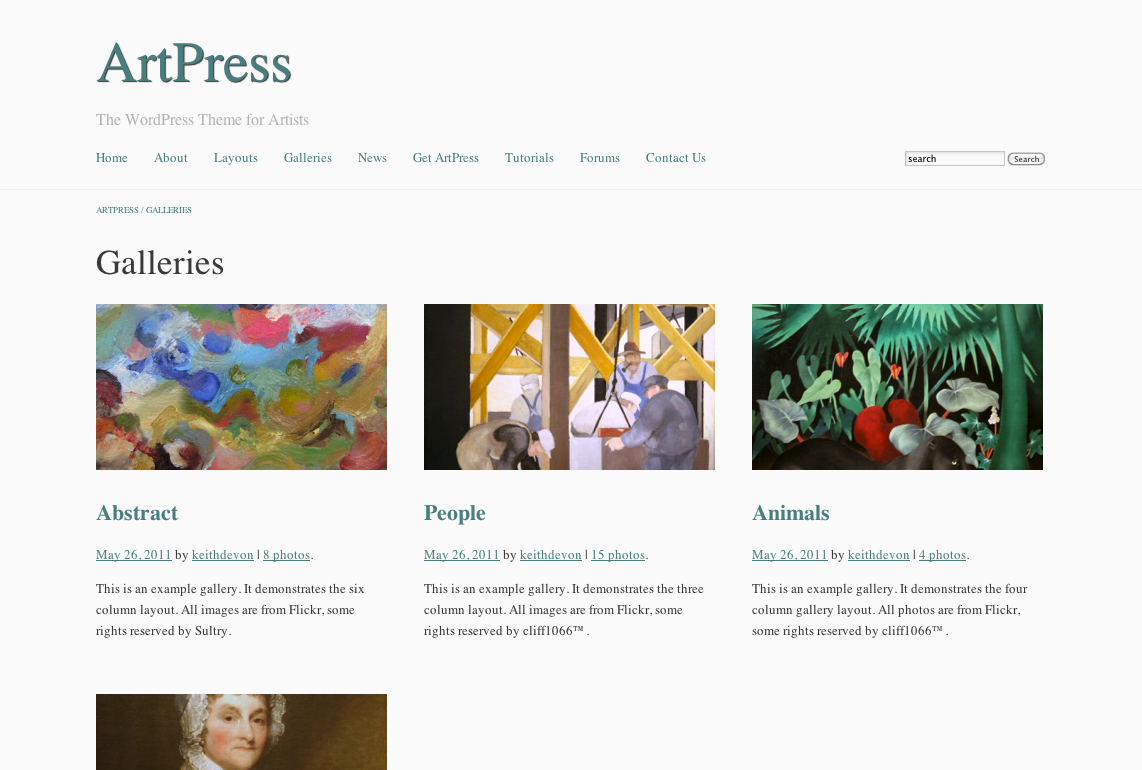 ArtPress
The WordPress Theme for Artists
Home About Layouts Galleries News Get ArtPress Tutorials Forums Contact Us search Search
ARTPRESS / GALLERIES
Galleries
Abstract
May 26, 2011 by keithdevon | 8 photos.
This is an example gallery. It demonstrates the six
column layout. All images are from Flickr, some
rights reserved by Sultry.
People
May 26, 2011 by keithdevon | 15 photos.
This is an example gallery. It demonstrates the three
column layout. All images are from Flickr, some
rights reserved by cliff1066™ .
Animals
May 26, 2011 by keithdevon | 4 photos.
This is an example gallery. It demonstrates the four
column gallery layout. All photos are from Flickr,
some rights reserved by cliff1066™ .